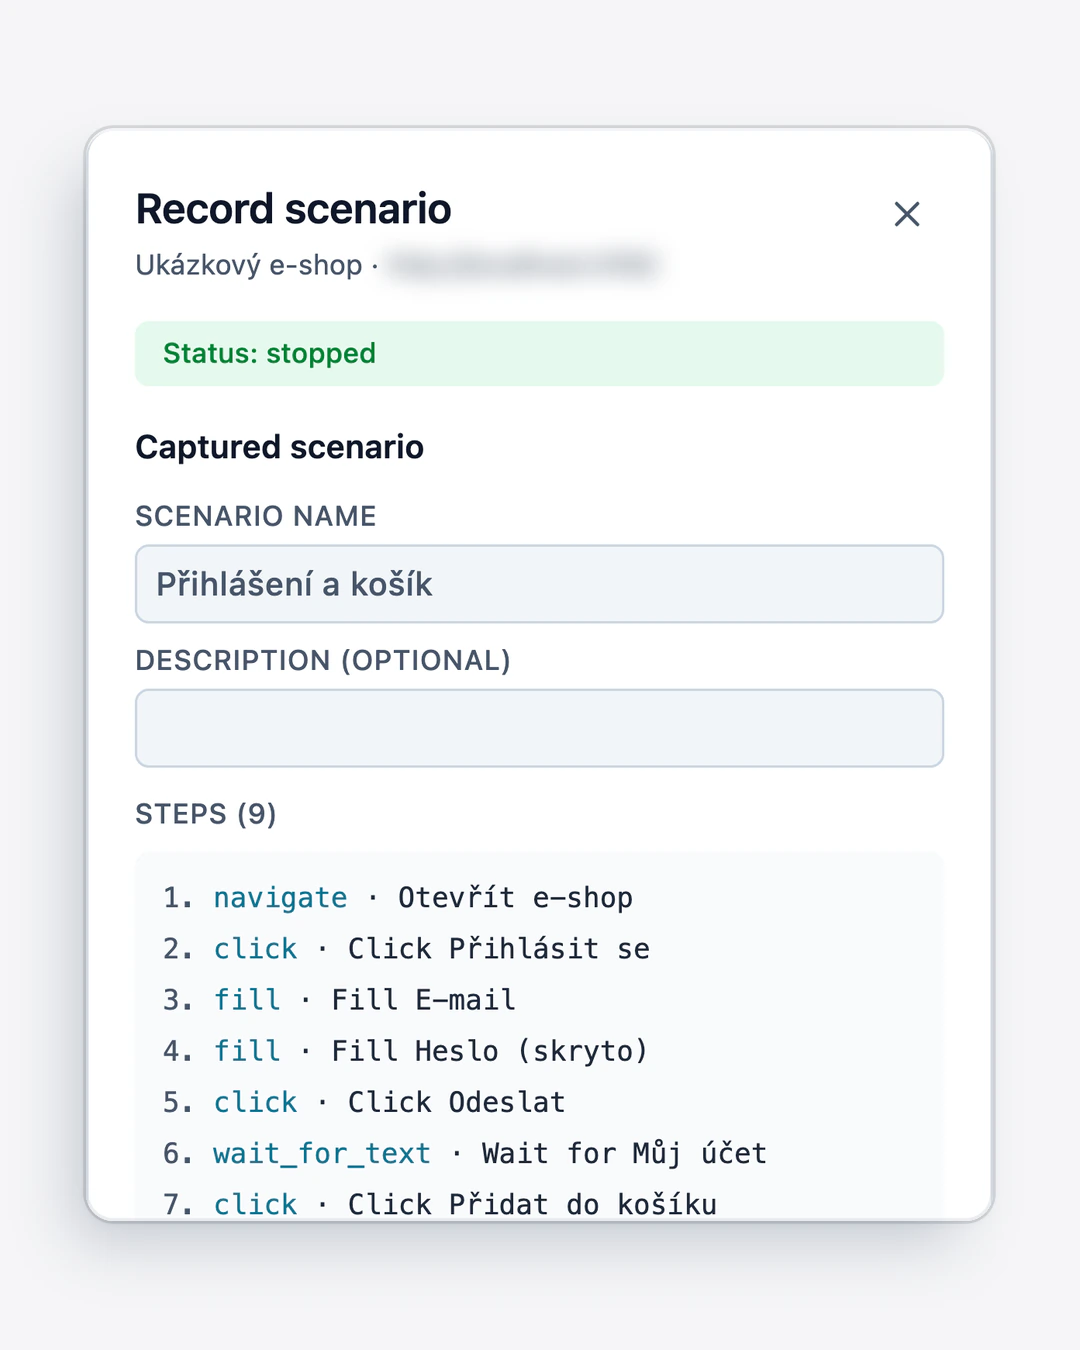 Record scenario
Ukázkový e-shop ·
Status: stopped
Captured scenario
SCENARIO NAME
Přihlášení a košík
DESCRIPTION (OPTIONAL)
STEPS (9)
1. navigate · Otevřít e-shop
2. click · Click Přihlásit se
3. fill · Fill E-mail
4. fill · Fill Heslo (skryto)
5. click · Click Odeslat
6. wait_for_text · Wait for Můj účet
7. click · Click Přidat do košíku